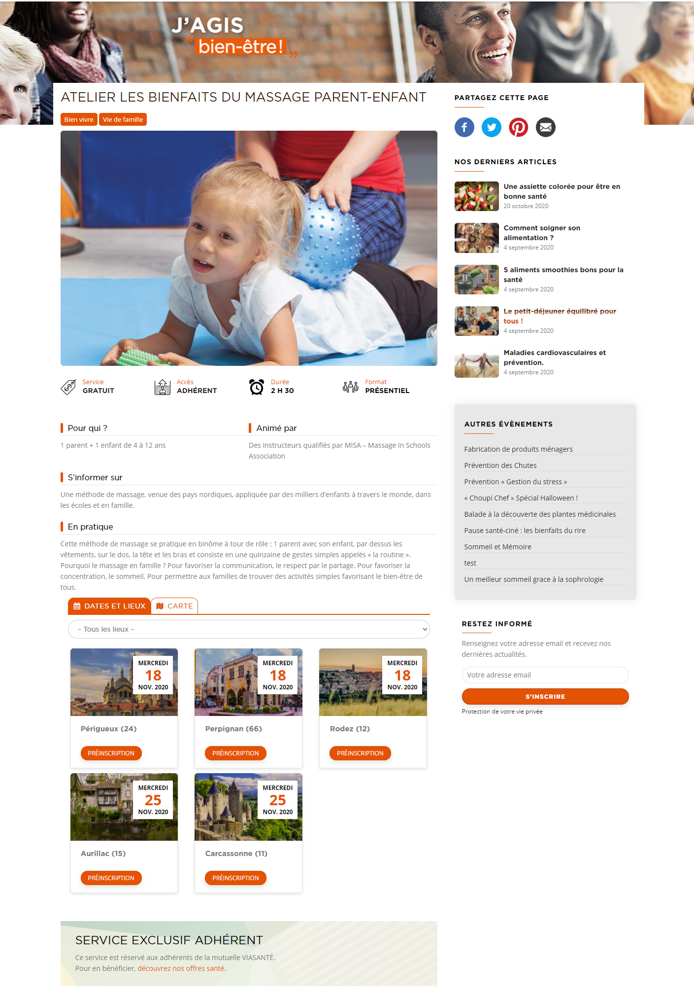 J'AGIS
“ bien-être! ”
ATELIER LES BIENFAITS DU MASSAGE PARENT-ENFANT
Bien vivre
Vie de famille
Service
GRATUIT
Accès
ADHÉRENT
Durée
2 H 30
Format
PRÉSENTIEL
Pour qui ?
1 parent + 1 enfant de 4 à 12 ans
Animé par
Des instructeurs qualifiés par MISA – Massage In Schools
Association
S'informer sur
Une méthode de massage, venue des pays nordiques, appliquée par des milliers d'enfants à travers le monde, dans
les écoles et en famille.
En pratique
Cette méthode de massage se pratique en binôme à tour de rôle : 1 parent avec son enfant, par dessus les
vêtements, sur le dos, la tête et les bras et consiste en une quinzaine de gestes simples appelés « la routine ».
Pourquoi le massage en famille ? Pour favoriser la communication, le respect par le partage. Pour favoriser la
concentration, le sommeil. Pour permettre aux familles de trouver des activités simples favorisant le bien-être de
tous.
DATES ET LIEUX
CARTE
– Tous les lieux –
MERCREDI
18
NOV. 2020
Périgueux (24)
PRÉINSCRIPTION
MERCREDI
18
NOV. 2020
Perpignan (66)
PRÉINSCRIPTION
MERCREDI
18
NOV. 2020
Rodez (12)
PRÉINSCRIPTION
MERCREDI
25
NOV. 2020
Aurillac (15)
PRÉINSCRIPTION
MERCREDI
25
NOV. 2020
Carcassonne (11)
PRÉINSCRIPTION
SERVICE EXCLUSIF ADHÉRENT
Ce service est réservé aux adhérents de la mutuelle VIASANTÉ.
Pour en bénéficier, découvrez nos offres santé.
PARTAGEZ CETTE PAGE
NOS DERNIERS ARTICLES
Une assiette colorée pour être en
bonne santé
20 octobre 2020
Comment soigner son
alimentation ?
4 septembre 2020
5 aliments smoothies bons pour la
santé
4 septembre 2020
Le petit-déjeuner équilibré pour
tous !
4 septembre 2020
Maladies cardiovasculaires et
prévention.
4 septembre 2020
AUTRES ÉVÈNEMENTS
Fabrication de produits ménagers
Prévention des Chutes
Prévention « Gestion du stress »
« Choupi Chef » Spécial Halloween !
Balade à la découverte des plantes médicinales
Pause santé-ciné : les bienfaits du rire
Sommeil et Mémoire
test
Un meilleur sommeil grace à la sophrologie
RESTEZ INFORMÉ
Renseignez votre adresse email et recevez nos
dernières actualités.
Votre adresse email
S'INSCRIRE
Protection de votre vie privée